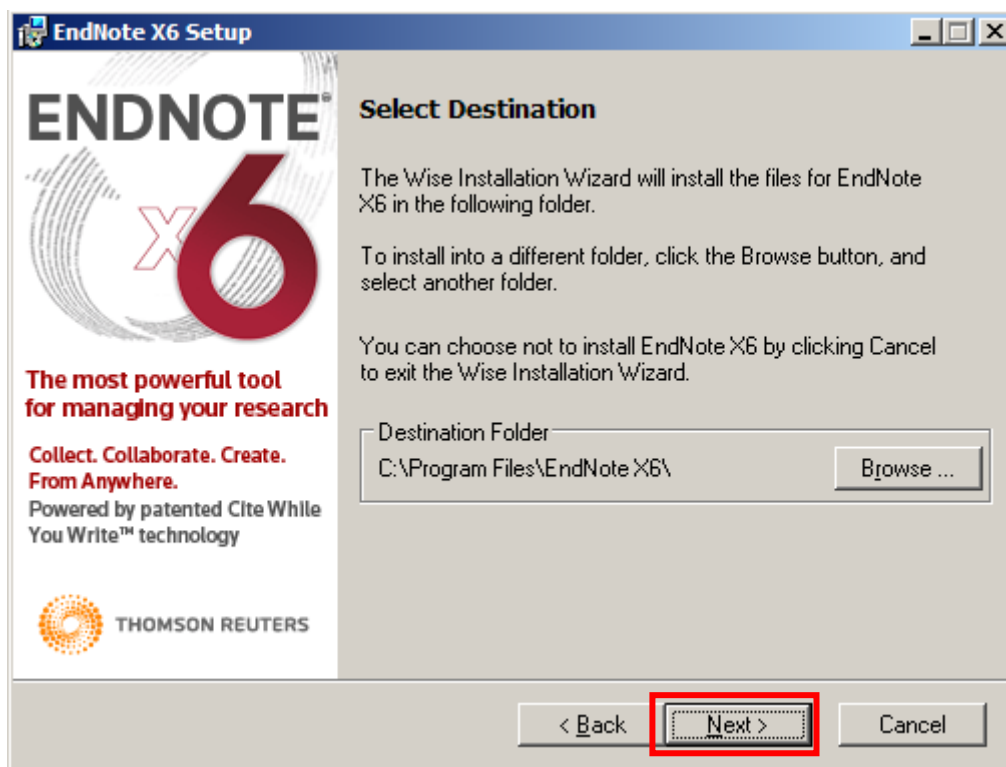 EndNote X6 Setup
ENDNOTE®
X6
The most powerful tool
for managing your research
Collect. Collaborate. Create.
From Anywhere.
Powered by patented Cite While
You Write™ technology
THOMSON REUTERS
Select Destination
The Wise Installation Wizard will install the files for EndNote
X6 in the following folder.
To install into a different folder, click the Browse button, and
select another folder.
You can choose not to install EndNote X6 by clicking Cancel
to exit the Wise Installation Wizard.
Destination Folder
C:\Program Files\EndNote X6\
Browse ...
< Back
Next >
Cancel